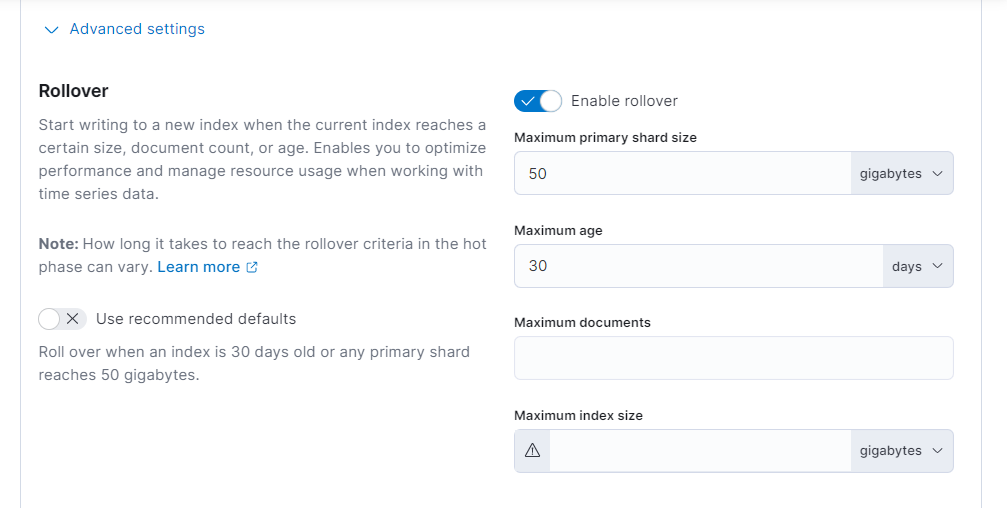 Advanced settings
Rollover
Start writing to a new index when the current index reaches a
certain size, document count, or age. Enables you to optimize
performance and manage resource usage when working with
time series data.
Note: How long it takes to reach the rollover criteria in the hot
phase can vary. Learn more
Use recommended defaults
Roll over when an index is 30 days old or any primary shard
reaches 50 gigabytes.
Enable rollover
Maximum primary shard size
50 gigabytes
Maximum age
30 days
Maximum documents
Maximum index size
gigabytes